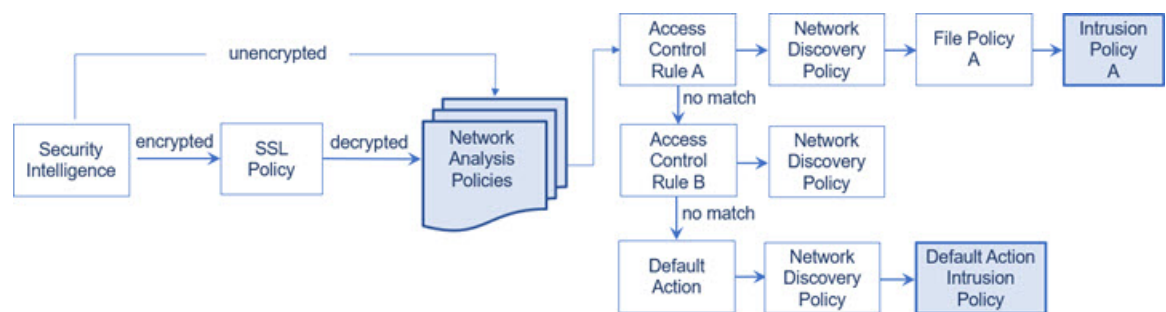 unencrypted
Security
Intelligence
encrypted
SSL
Policy
decrypted
Network
Analysis
Policies
Access
Control
Rule A
Network
Discovery
Policy
File Policy
A
Intrusion
Policy
A
no match
Access
Control
Rule B
Network
Discovery
Policy
no match
Default
Action
Network
Discovery
Policy
Default Action
Intrusion
Policy